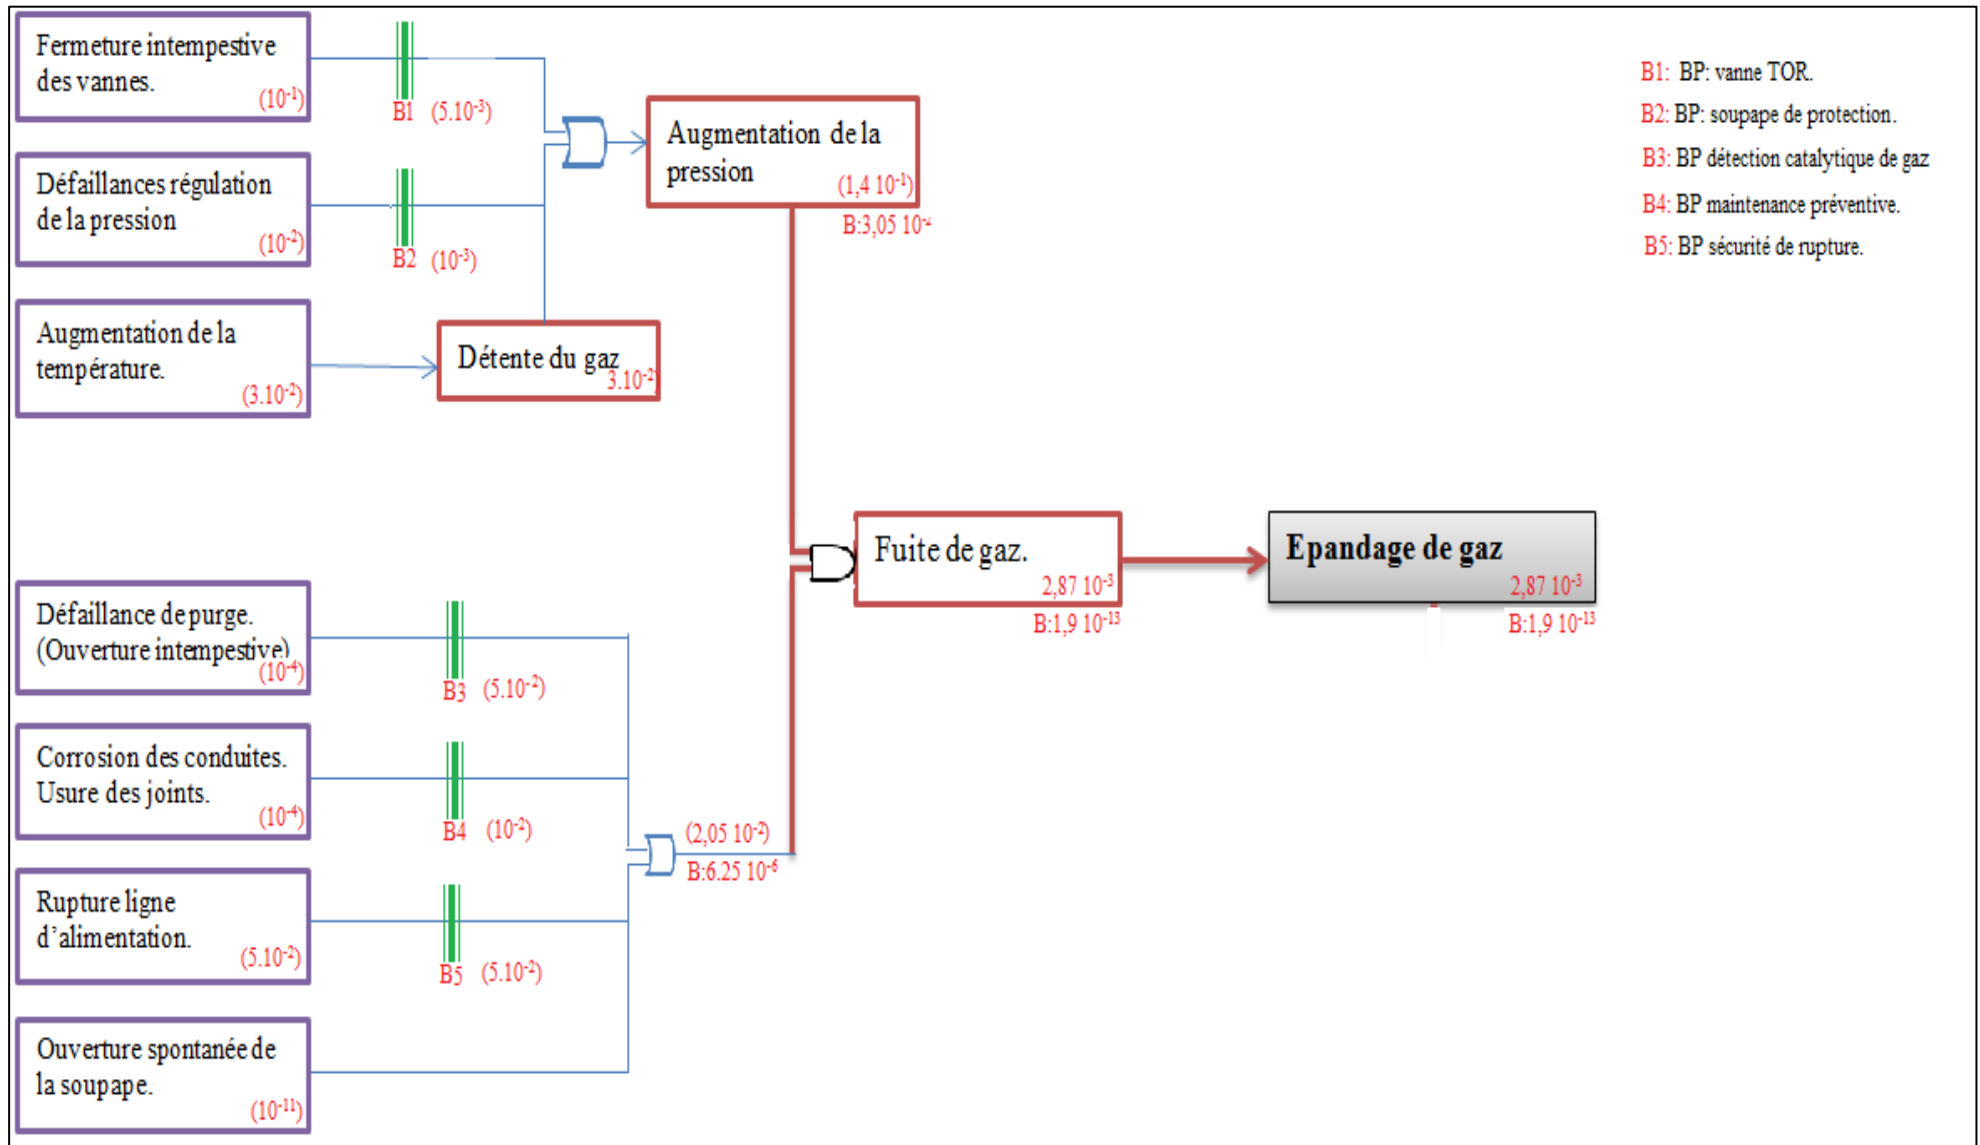 Fermeture intempestive
des vannes.
(10⁻¹)
B1 (5.10⁻³)
Défaillances régulation
de la pression
(10⁻²)
B2 (10⁻³)
Augmentation de la
température.
(3.10⁻²)
Détente du gaz
3.10⁻²)
Augmentation de la
pression
(1,4 10⁻¹)
B:3,05 10
B1: BP: vanne TOR.
B2: BP: soupape de protection.
B3: BP détection catalytique de gaz
B4: BP maintenance préventive.
B5: BP sécurité de rupture.
Fuite de gaz.
2,87 10⁻³
B:1,9 10⁻¹³
Epandage de gaz
2,87 10⁻³
B:1,9 10⁻¹³
Défaillance de purge.
(Ouverture intempestive)
(10⁻⁴)
B3 (5.10⁻²)
Corrosion des conduites.
Usure des joints.
(10⁻⁴)
B4 (10⁻²)
(2,05 10⁻²)
B:6.25 10⁻⁶
Rupture ligne
d’alimentation.
(5.10⁻²)
B5 (5.10⁻²)
Ouverture spontanée de
la soupape.
(10⁻¹¹)